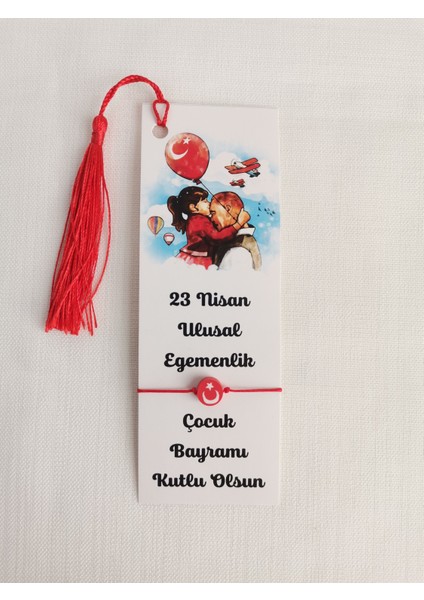 23 Nisan
Ulusal
Egemenlik
Çocuk
Bayramı
Kutlu Olsun